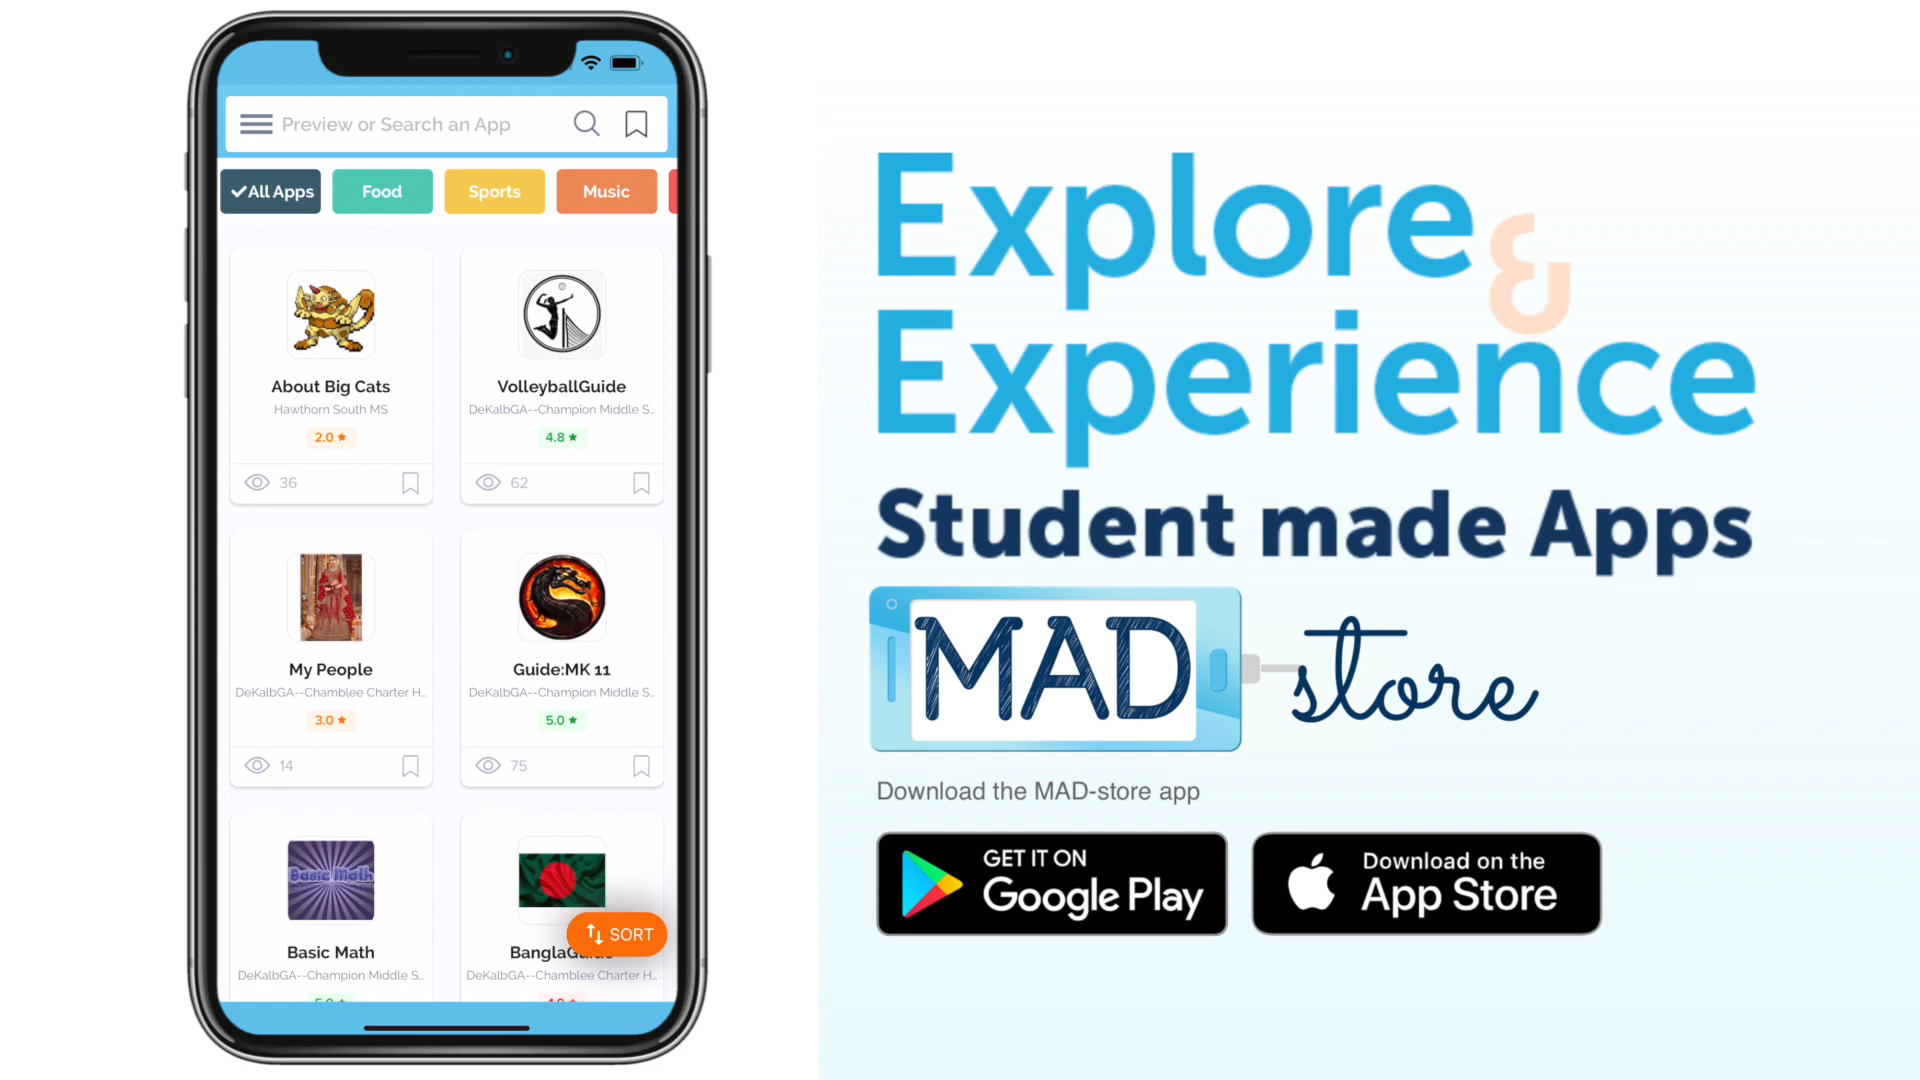 Preview or Search an App
All Apps
Food
Sports
Music
About Big Cats
Hawthorn South MS
2.0
36
VolleyballGuide
DeKalbGA--Champion Middle S..
4.8
62
My People
DeKalbGA--Chamblee Charter H..
3.0
14
Guide:MK 11
DeKalbGA--Champion Middle S..
5.0
75
Basic Math
Basic Math
DeKalbGA--Champion Middle S..
DeKalbGA--Chamblee Charter H..
SORT
Explore &
Experience
Student made Apps
MAD store
Download the MAD-store app
GET IT ON
Google Play
Download on the
App Store